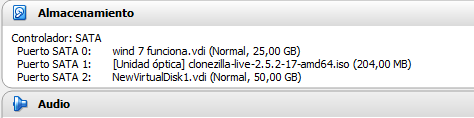 Almacenamiento
Controlador: SATA
Puerto SATA 0: wind 7 funciona.vdi (Normal, 25,00 GB)
Puerto SATA 1: [Unidad óptica] clonezilla-live-2.5.2-17-amd64.iso (204,00 MB)
Puerto SATA 2: NewVirtualDisk1.vdi (Normal, 50,00 GB)
Audio